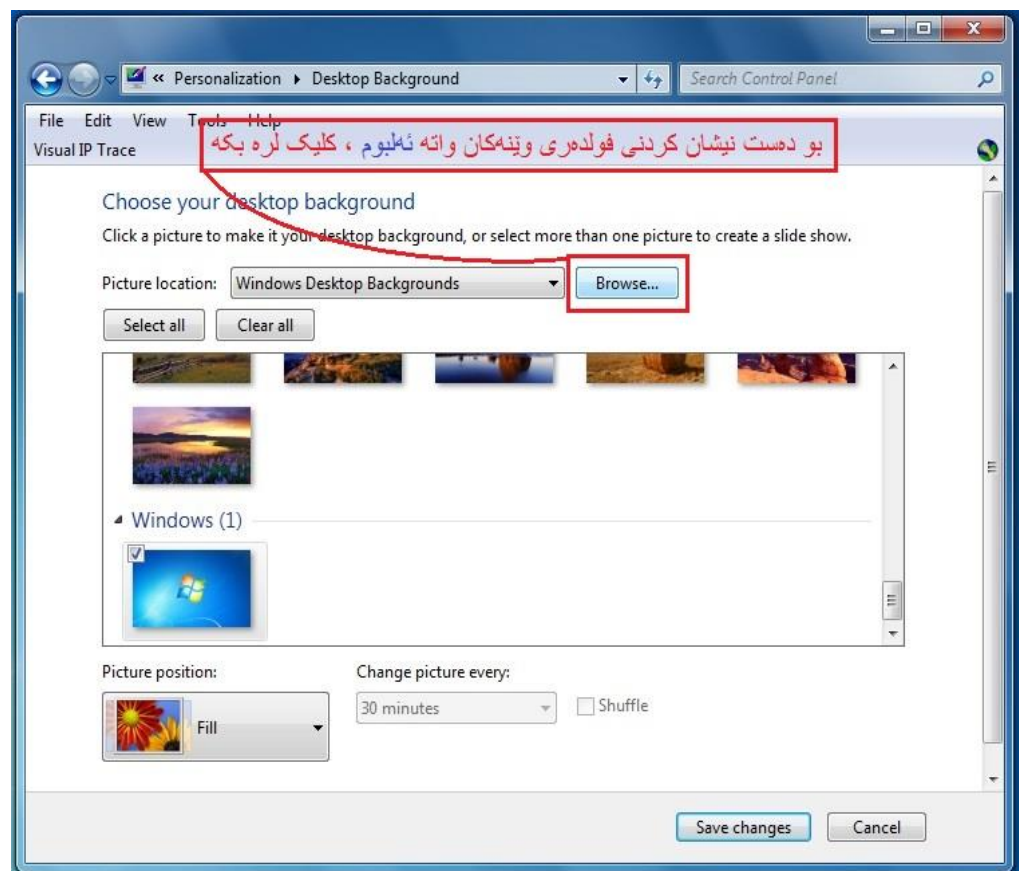 « Personalization ▸ Desktop Background
Search Control Panel
File Edit View Tools Help
Visual IP Trace
بو دەست نیشان کردنی فولدەری وێنەکان واتە ئەلبوم ، کلیک لرە بکە
Choose your desktop background
Click a picture to make it your desktop background, or select more than one picture to create a slide show.
Picture location: Windows Desktop Backgrounds Browse...
Select all Clear all
Windows (1)
Picture position: Change picture every:
Fill 30 minutes Shuffle
Save changes Cancel